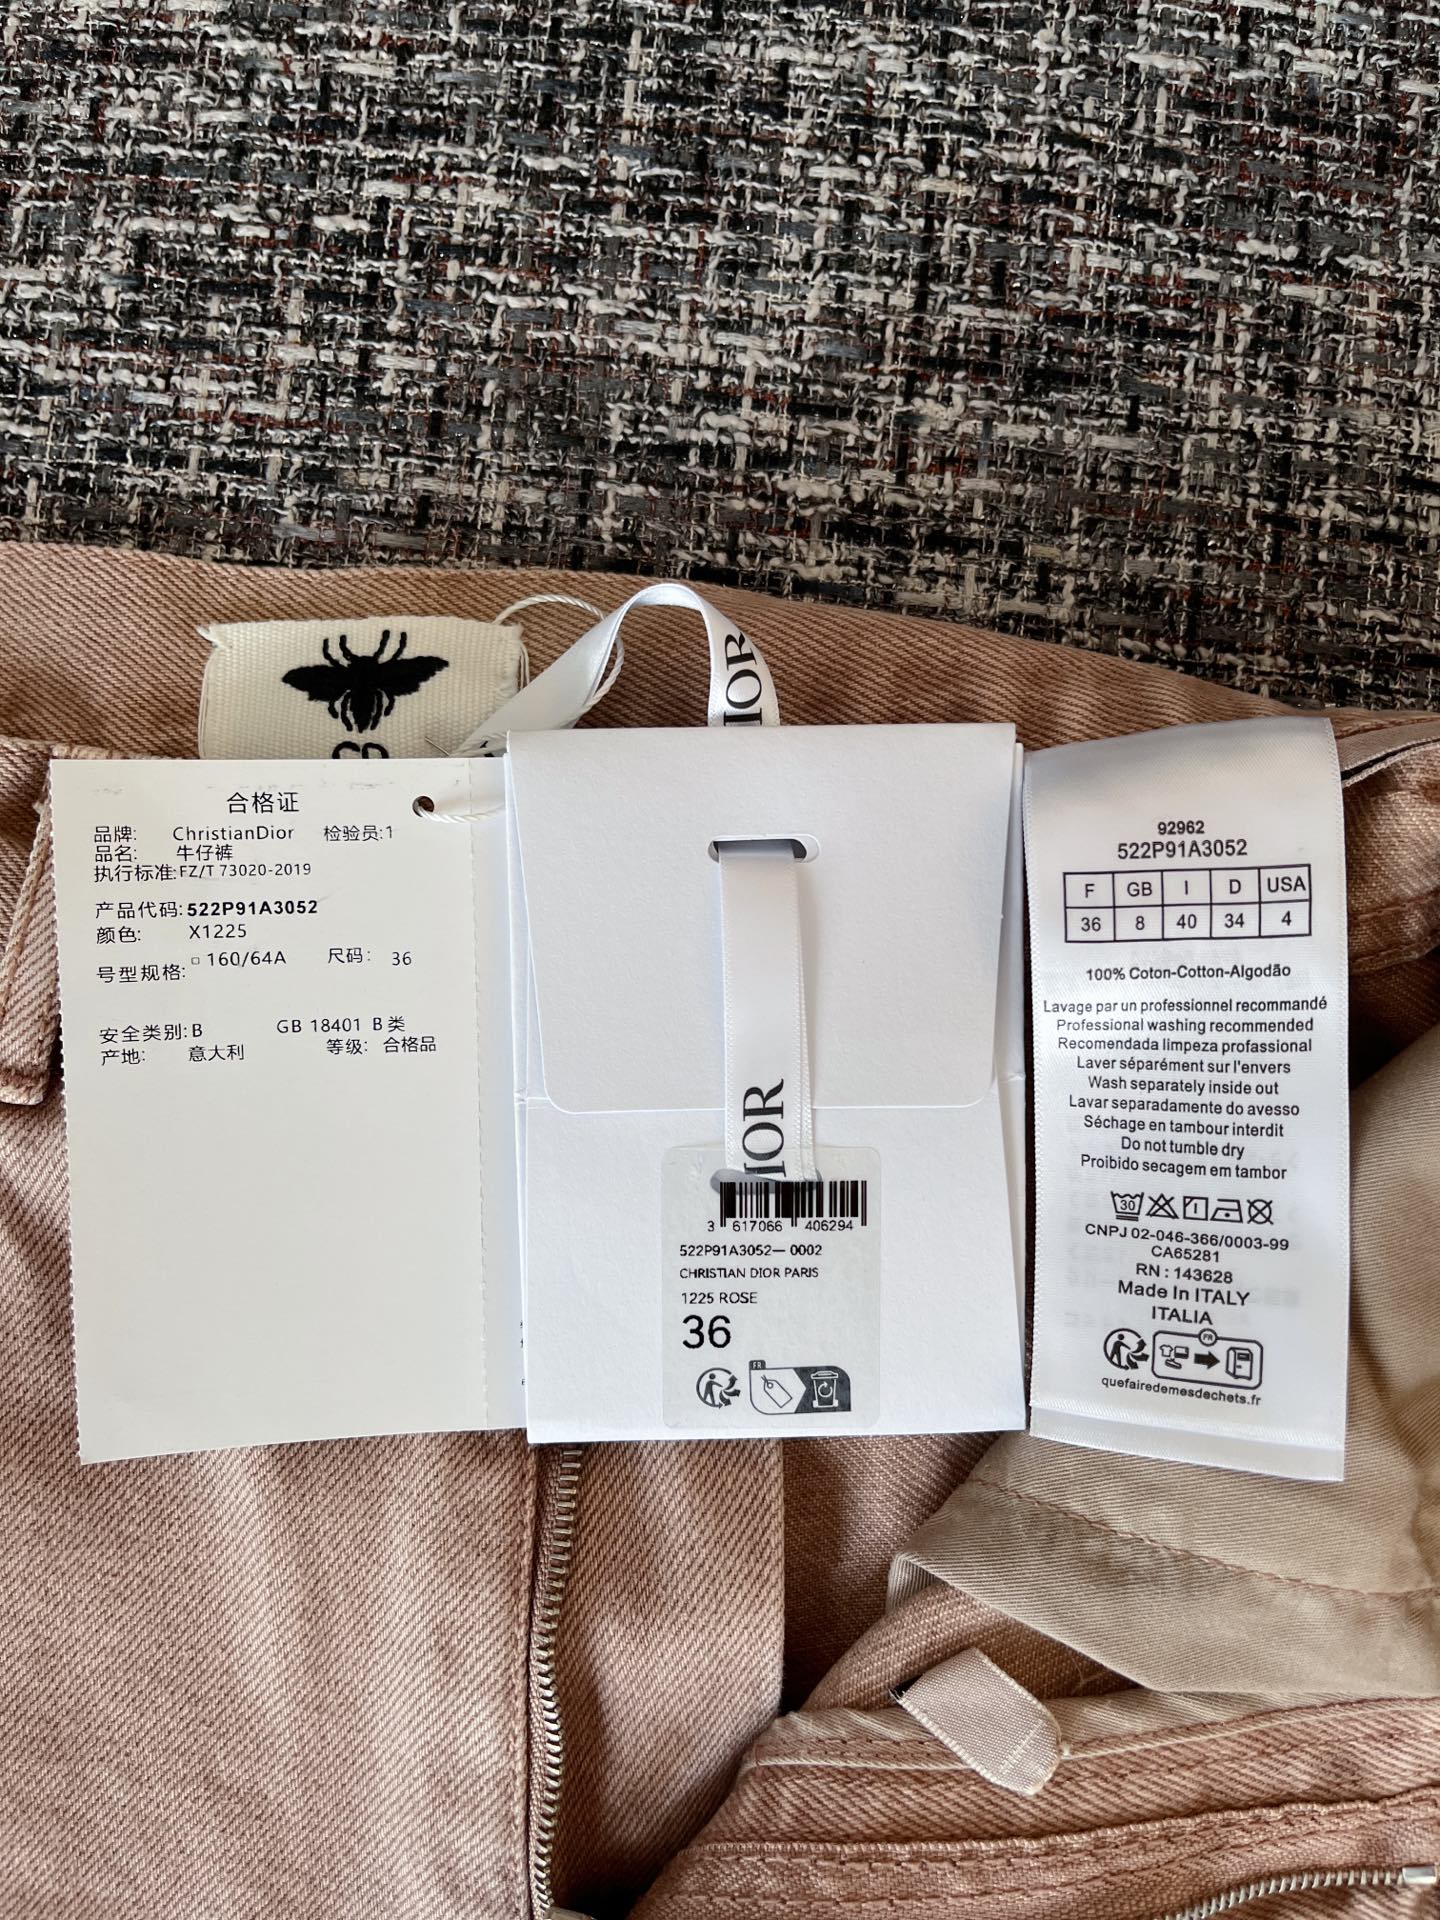 CD
DIOR
合格证
品牌: ChristianDior 检验员:1
品名: 牛仔裤
执行标准:FZ/T 73020-2019
产品代码:522P91A3052
颜色: X1225
号型规格:□160/64A 尺码: 36
安全类别:B GB 18401 B类
产地: 意大利 等级: 合格品
DIOR
3 617066 406294
522P91A3052— 0002
CHRISTIAN DIOR PARIS
1225 ROSE
36
FR
92962
522P91A3052
F GB I D USA
36 8 40 34 4
100% Coton-Cotton-Algodão
Lavage par un professionnel recommandé
Professional washing recommended
Recomendada limpeza profassional
Laver séparément sur l'envers
Wash separately inside out
Lavar separadamente do avesso
Séchage en tambour interdit
Do not tumble dry
Proibido secagem em tambor
30
CNPJ 02-046-366/0003-99
CA65281
RN : 143628
Made In ITALY
ITALIA
FR
quefairedemesdechets.fr